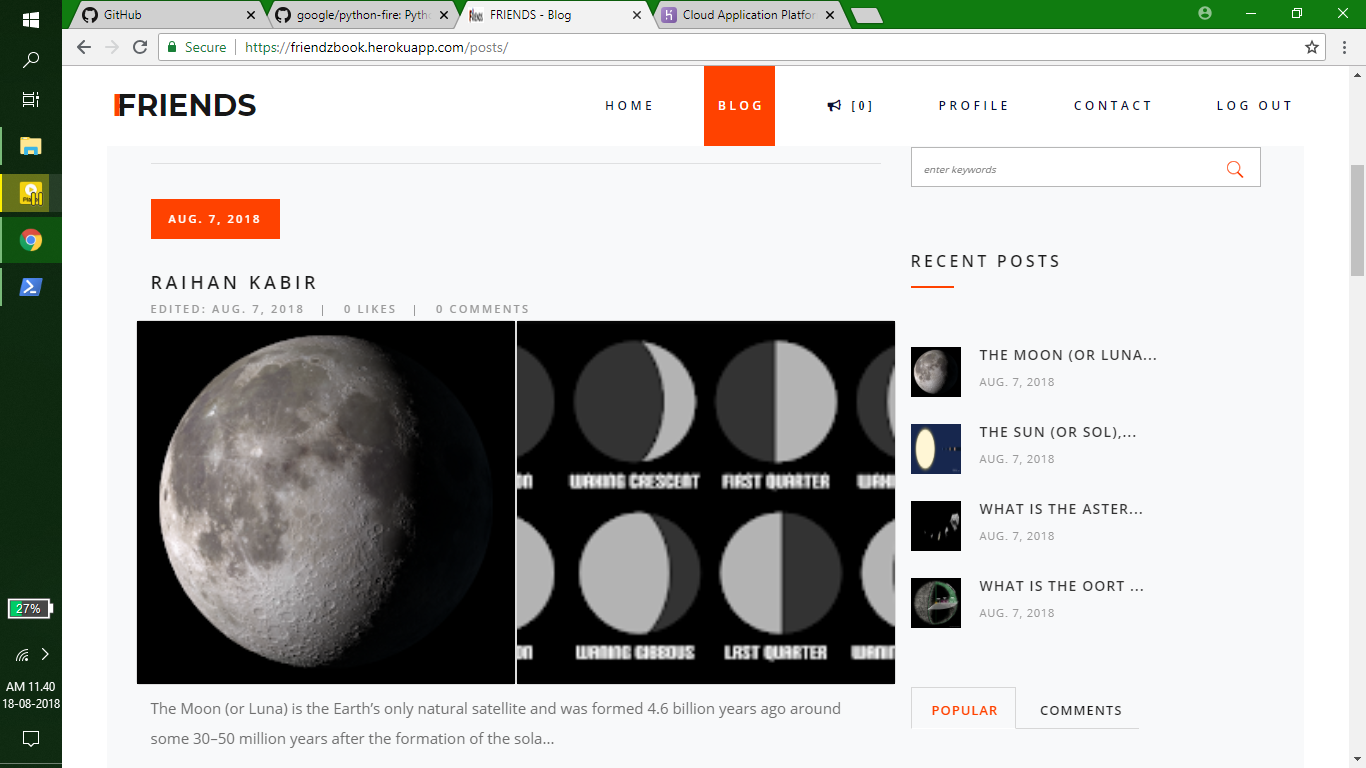 GitHub
google/python-fire: Pyth
FRIENDS - Blog
Cloud Application Platfor
Secure
https://friendzbook.herokuapp.com/posts/
FRIENDS
HOME
BLOG
[0]
PROFILE
CONTACT
LOG OUT
enter keywords
AUG. 7, 2018
RAIHAN KABIR
EDITED: AUG. 7, 2018 | 0 LIKES | 0 COMMENTS
ON WAXING CRESCENT FIRST QUARTER WAXI
ON WANING GIBBOUS LAST QUARTER WANIN
The Moon (or Luna) is the Earth’s only natural satellite and was formed 4.6 billion years ago around
some 30–50 million years after the formation of the sola...
RECENT POSTS
THE MOON (OR LUNA...
AUG. 7, 2018
THE SUN (OR SOL),...
AUG. 7, 2018
WHAT IS THE ASTER...
AUG. 7, 2018
WHAT IS THE OORT ...
AUG. 7, 2018
POPULAR
COMMENTS
27%
AM 11.40
18-08-2018